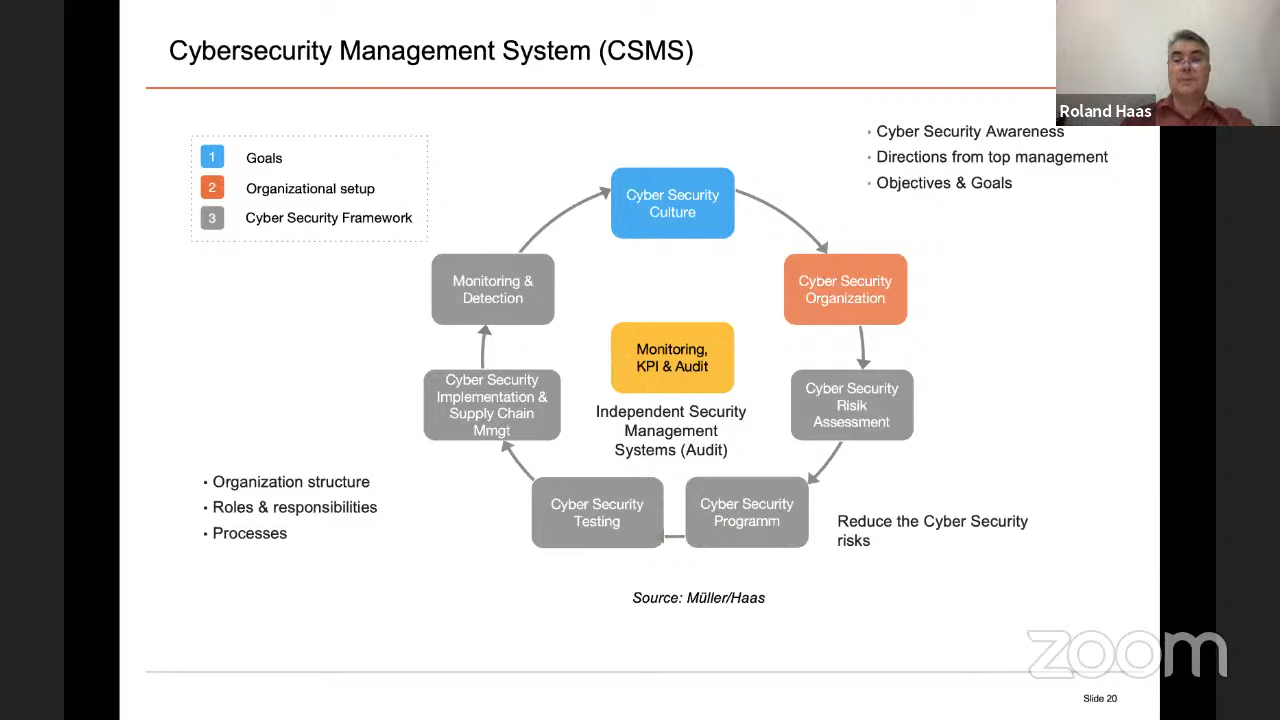 Cybersecurity Management System (CSMS)
Roland Haas
1 Goals
2 Organizational setup
3 Cyber Security Framework
• Cyber Security Awareness
• Directions from top management
• Objectives & Goals
Cyber Security
Culture
Monitoring &
Detection
Cyber Security
Organization
Monitoring,
KPI & Audit
Cyber Security
Implementation &
Supply Chain
Mmgt
Independent Security
Management
Systems (Audit)
Cyber Security
Risik
Assessment
• Organization structure
• Roles & responsibilities
• Processes
Cyber Security
Testing
Cyber Security
Programm
Reduce the Cyber Security
risks
Source: Müller/Haas
zoom
Slide 20